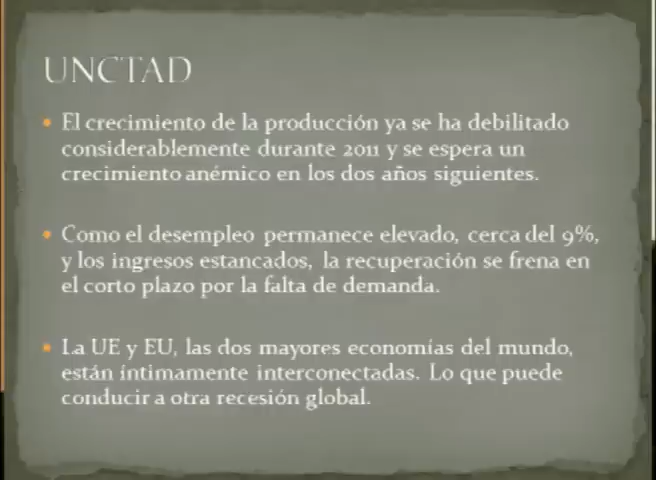 UNCTAD
• El crecimiento de la producción ya se ha debilitado
considerablemente durante 2011 y se espera un
crecimiento anémico en los dos años siguientes.
• Como el desempleo permanece elevado, cerca del 9%,
y los ingresos estancados, la recuperación se frena en
el corto plazo por la falta de demanda.
• La UE y EU, las dos mayores economías del mundo,
están íntimamente interconectadas. Lo que puede
conducir a otra recesión global.